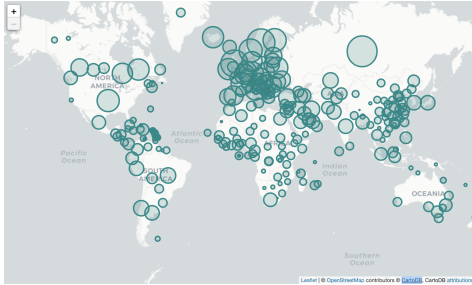 +
−
NORTH
AMERICA
Atlantic
Ocean
Pacific
Ocean
AFRICA
Indian
Ocean
SOUTH
AMERICA
OCEANIA
Southern
Ocean
Leaflet | © OpenStreetMap contributors © CartoDB, CartoDB attributions